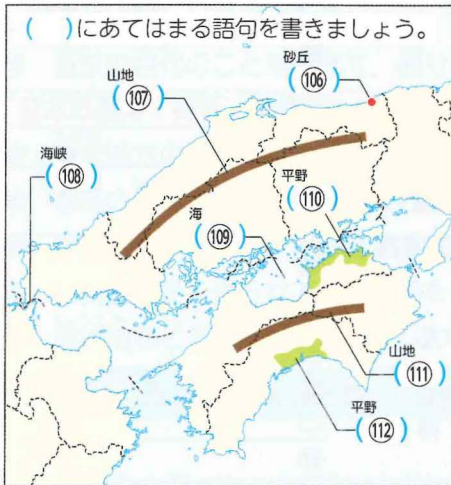 ( )にあてはまる語句を書きましょう。
砂丘
(106)
山地
(107)
海峡
(108)
海
(109)
平野
(110)
山地
(111)
平野
(112)